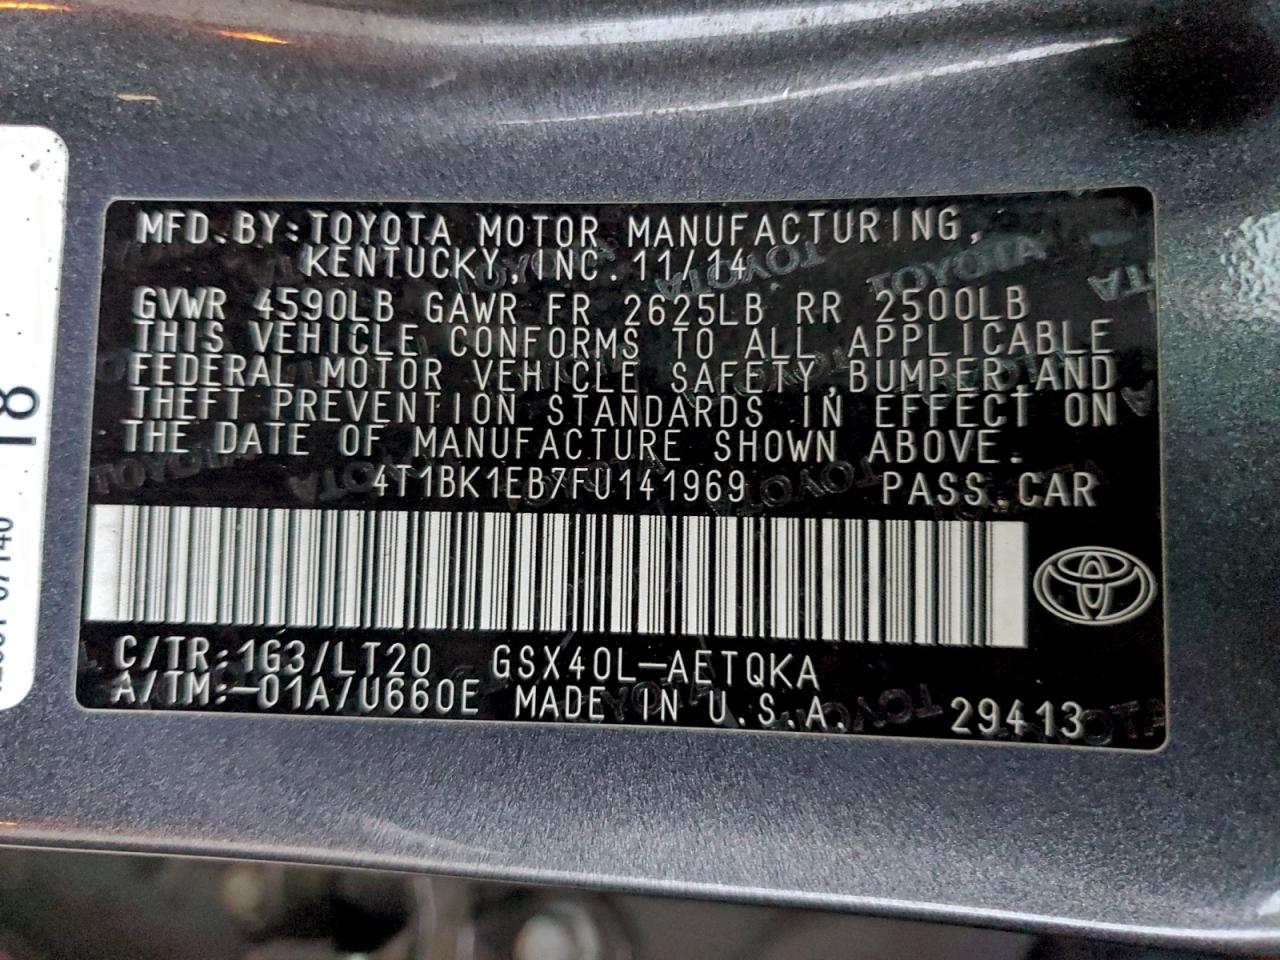 MFD.BY:TOYOTA MOTOR MANUFACTURING,
KENTUCKY, INC. 11/14
GVWR 4590LB GAWR FR 2625LB RR 2500LB
THIS VEHICLE CONFORMS TO ALL APPLICABLE
FEDERAL MOTOR VEHICLE SAFETY,BUMPER,AND
THEFT PREVENTION STANDARDS IN EFFECT ON
THE DATE OF MANUFACTURE SHOWN ABOVE.
4T1BK1EB7FU141969 PASS.CAR
C/TR:1G3/LT20 GSX40L-AETQKA
A/TM:-01A/U660E MADE IN U.S.A. 29413
18